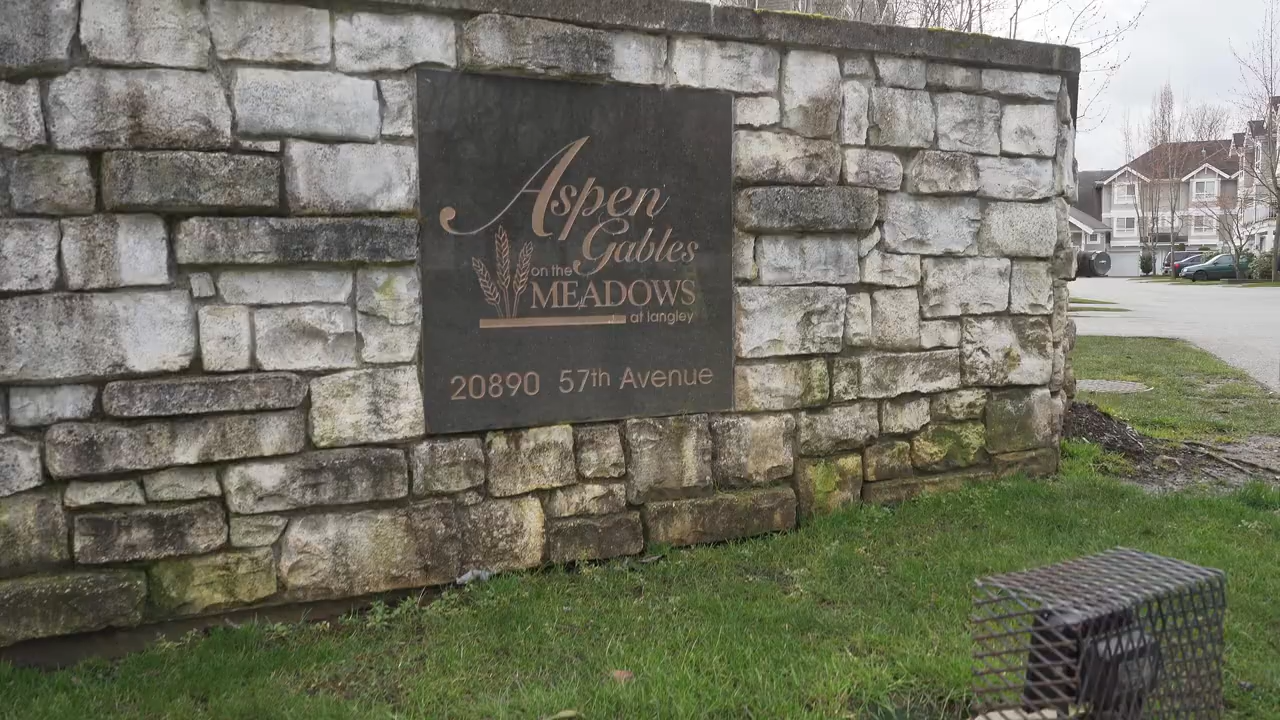 Aspen
Gables
on the
MEADOWS
at langley
20890 57th Avenue